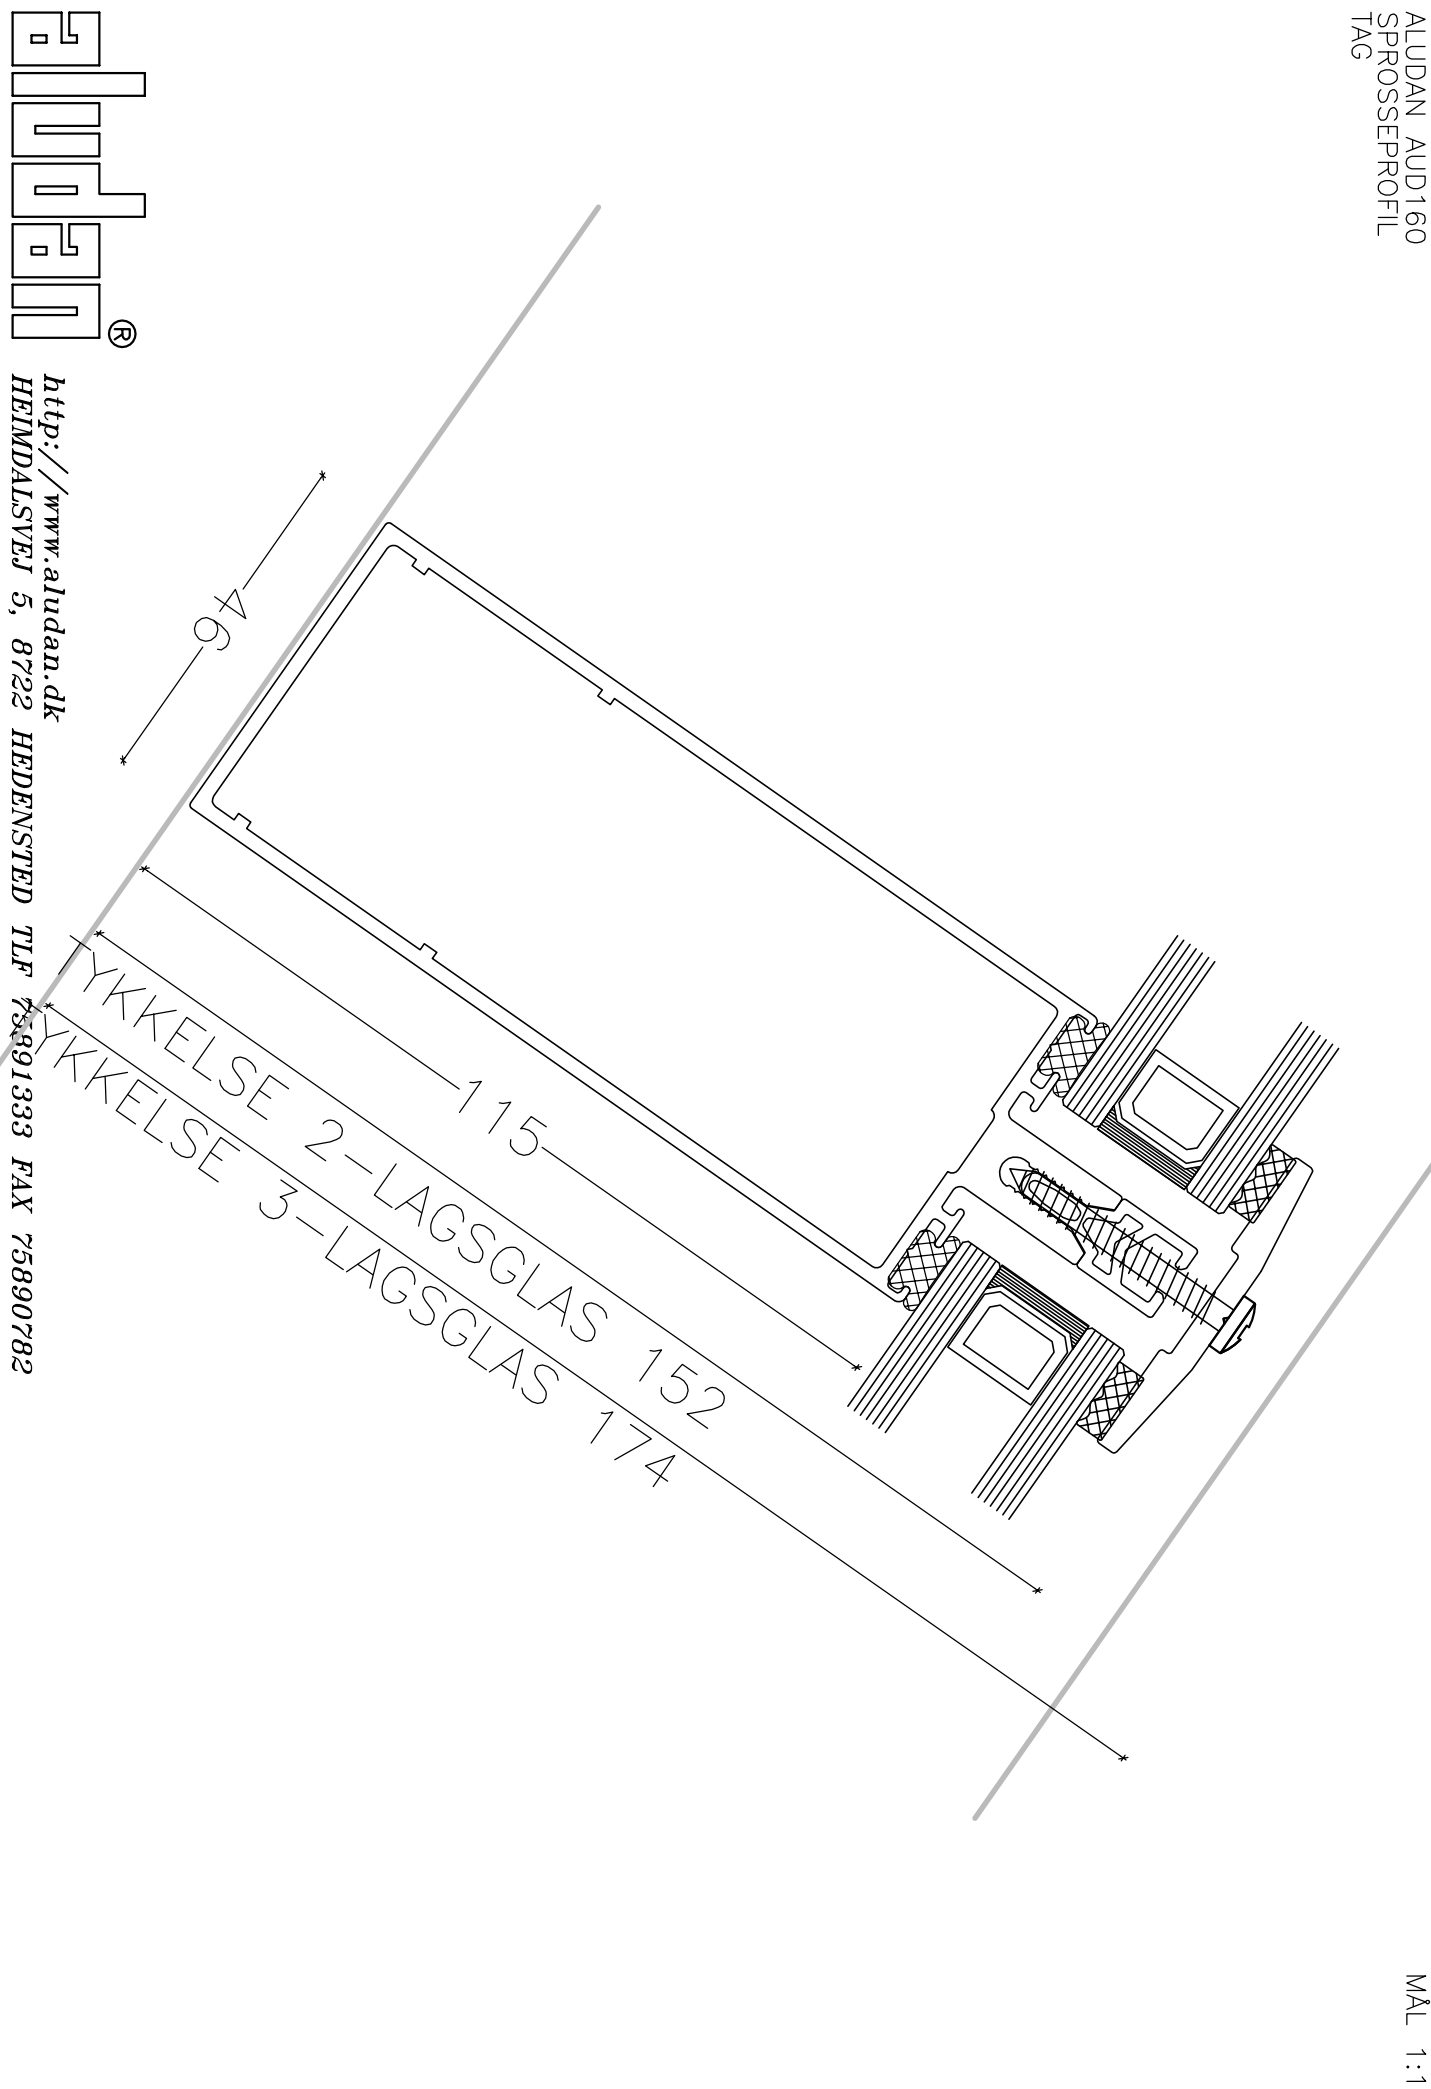 ALUDAN AUD160
SPROSSEPROFIL
TAG
MÅL 1:1
46
115
TYKKELSE 2-LAGSGLAS 152
TYKKELSE 3-LAGSGLAS 174
aludan®
http://www.aludan.dk
HEIMDALSVEJ 5, 8722 HEDENSTED TLF 75891333 FAX 75890782